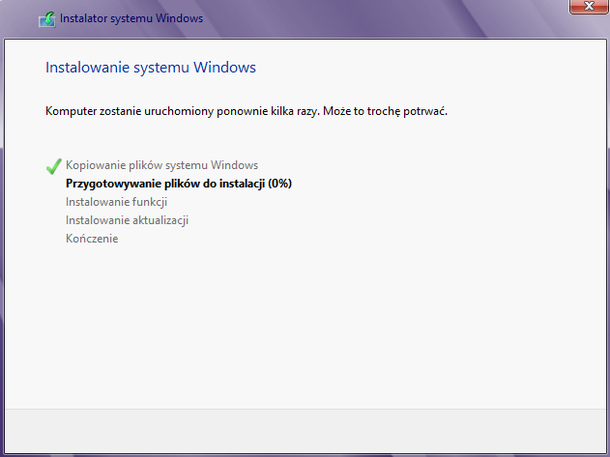 Instalator systemu Windows
Instalowanie systemu Windows
Komputer zostanie uruchomiony ponownie kilka razy. Może to trochę potrwać.
Kopiowanie plików systemu Windows
Przygotowywanie plików do instalacji (0%)
Instalowanie funkcji
Instalowanie aktualizacji
Kończenie